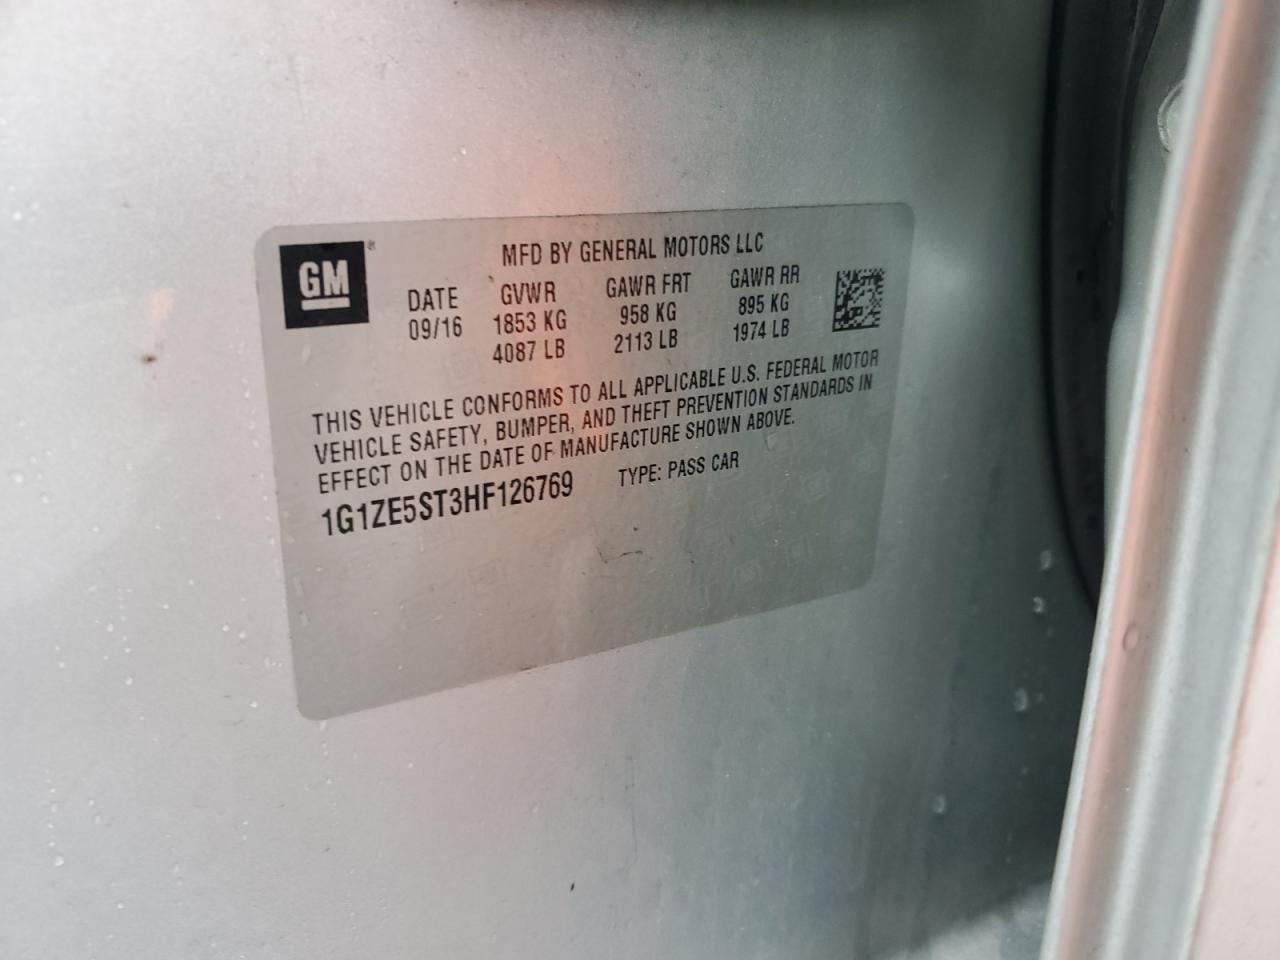 GM®
MFD BY GENERAL MOTORS LLC
DATE GVWR GAWR FRT GAWR RR
09/16 1853 KG 958 KG 895 KG
4087 LB 2113 LB 1974 LB
THIS VEHICLE CONFORMS TO ALL APPLICABLE U.S. FEDERAL MOTOR
VEHICLE SAFETY, BUMPER, AND THEFT PREVENTION STANDARDS IN
EFFECT ON THE DATE OF MANUFACTURE SHOWN ABOVE.
1G1ZE5ST3HF126769 TYPE: PASS CAR